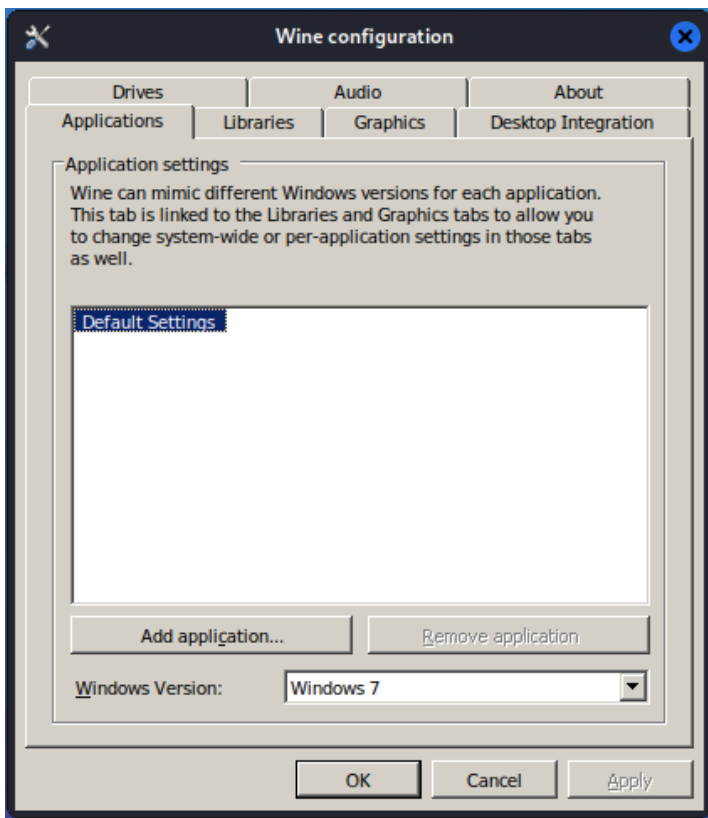 Wine configuration
Drives Audio About
Applications Libraries Graphics Desktop Integration
Application settings
Wine can mimic different Windows versions for each application.
This tab is linked to the Libraries and Graphics tabs to allow you
to change system-wide or per-application settings in those tabs
as well.
Default Settings
Add application... Remove application
Windows Version: Windows 7
OK Cancel Apply